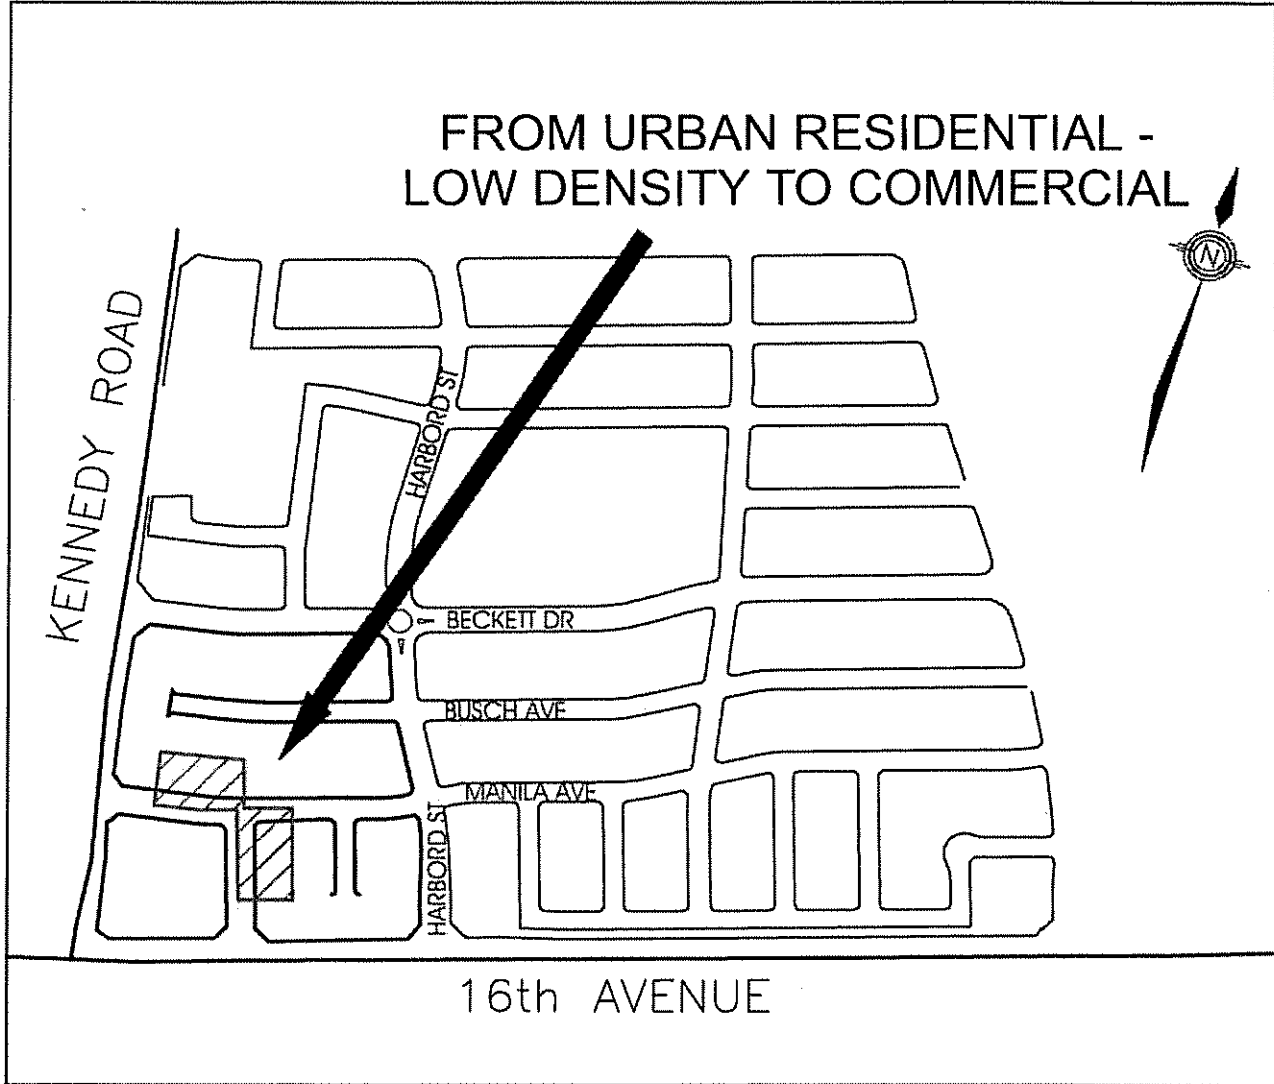 FROM URBAN RESIDENTIAL -
LOW DENSITY TO COMMERCIAL
N
KENNEDY ROAD
HARBORD ST
BECKETT DR
BUSCH AVE
MANILA AVE
HARBORD ST
16th AVENUE